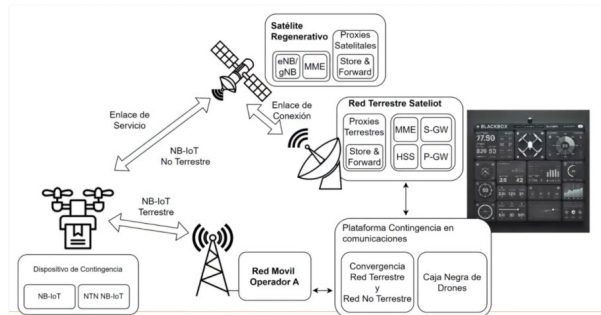 Satélite
Regenerativo
Proxies
Satelitales
eNB/
gNB
MME
Store &
Forward
Enlace de
Servicio
Enlace de
Conexión
NB-IoT
No Terrestre
Red Terrestre Sateliot
Proxies
Terrestres
Store &
Forward
MME
S-GW
HSS
P-GW
BLACKBOX
NB-IoT
Terrestre
Dispositivo de Contingencia
NB-IoT
NTN NB-IoT
Red Movil
Operador A
Plataforma Contingencia en
comunicaciones
Convergencia
Red Terrestre
y
Red No Terrestre
Caja Negra de
Drones